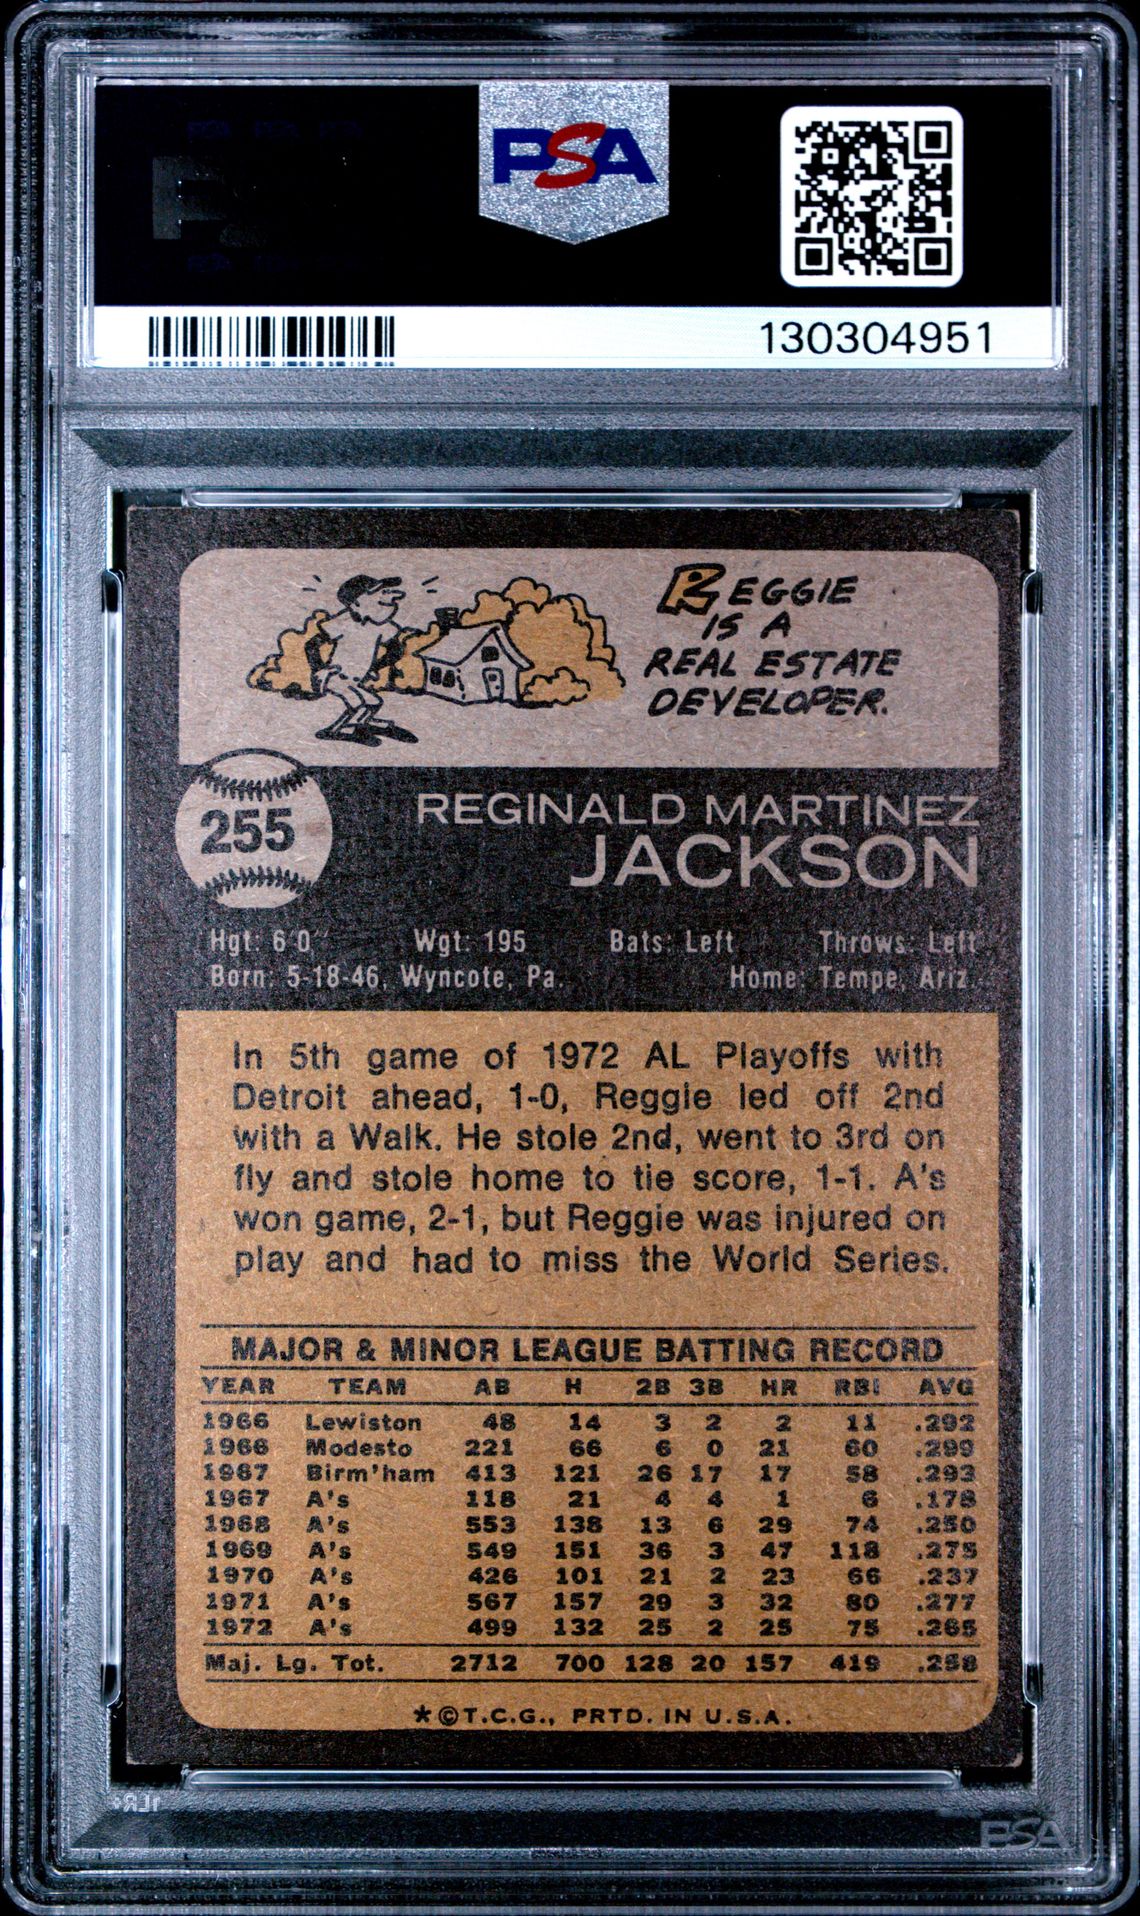 PSA
130304951
REGGIE
IS A
REAL ESTATE
DEVELOPER.
255
REGINALD MARTINEZ
JACKSON
Hgt: 6'0" Wgt: 195 Bats: Left Throws: Left
Born: 5-18-46, Wyncote, Pa. Home: Tempe, Ariz.
In 5th game of 1972 AL Playoffs with
Detroit ahead, 1-0, Reggie led off 2nd
with a Walk. He stole 2nd, went to 3rd on
fly and stole home to tie score, 1-1. A's
won game, 2-1, but Reggie was injured on
play and had to miss the World Series.
MAJOR & MINOR LEAGUE BATTING RECORD
YEAR TEAM AB H 2B 3B HR RBI AVG
1966 Lewiston 48 14 3 2 2 11 .292
1966 Modesto 221 66 6 0 21 60 .299
1967 Birm'ham 413 121 26 17 17 58 .293
1967 A's 118 21 4 4 1 6 .178
1968 A's 553 138 13 6 29 74 .250
1969 A's 549 151 36 3 47 118 .275
1970 A's 426 101 21 2 23 66 .237
1971 A's 567 157 29 3 32 80 .277
1972 A's 499 132 25 2 25 75 .265
Maj. Lg. Tot. 2712 700 128 20 157 419 .258
*©T.C.G., PRTD. IN U.S.A.
PSA